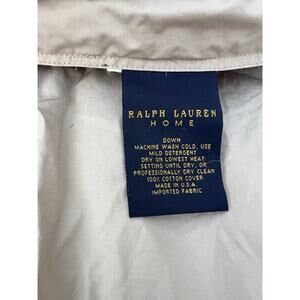 RALPH LAUREN
HOME
DOWN
MACHINE WASH COLD, USE
MILD DETERGENT
DRY ON LOWEST HEAT
SETTING UNTIL DRY, OR
PROFESSIONALLY DRY CLEAN
100% COTTON COVER
MADE IN U.S.A.
IMPORTED FABRIC